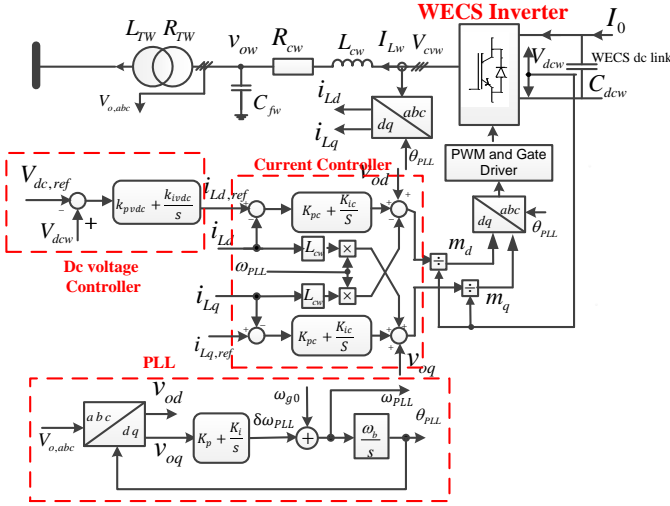 WECS Inverter
L_TW R_TW
v_ow
R_cw
L_cw
I_Lw
V_cvw
I_0
V_dcw
WECS dc link
C_dcw
V_o,abc
C_fw
i_Ld
i_Lq
abc
dq
θ_PLL
PWM and Gate
Driver
abc
dq
θ_PLL
V_dc,ref
-
+
V_dcw
k_pvdc + k_ivdc/s
Dc voltage
Controller
i_Ld,ref
Current Controller
v_od
K_pc + K_ic/S
i_Ld
L_cw
×
ω_PLL
i_Lq
L_cw
×
i_Lq,ref
K_pc + K_ic/S
v_oq
÷
m_d
÷
m_q
PLL
V_o,abc
abc
dq
v_od
v_oq
K_p + K_i/s
δω_PLL
ω_g0
+
ω_b/s
ω_PLL
θ_PLL